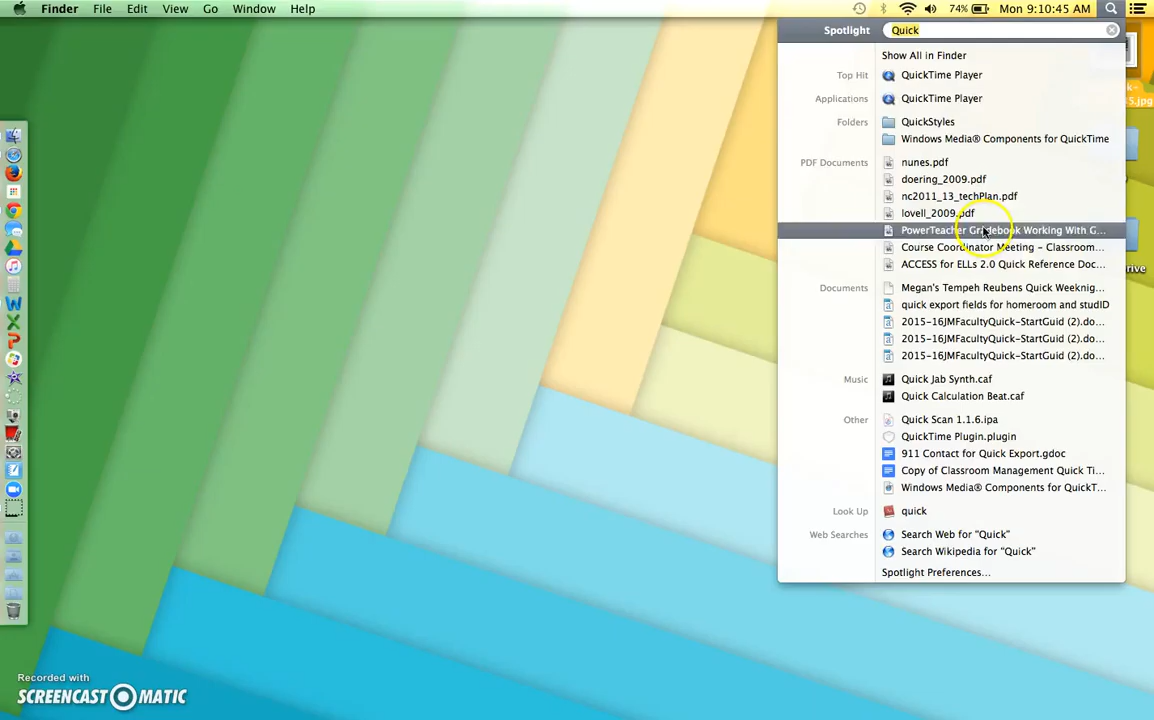 Finder File Edit View Go Window Help 74% Mon 9:10:45 AM
Spotlight Quick
Show All in Finder
Top Hit QuickTime Player
Applications QuickTime Player
Folders QuickStyles
Windows Media® Components for QuickTime
PDF Documents nunes.pdf
doering_2009.pdf
nc2011_13_techPlan.pdf
lovell_2009.pdf
PowerTeacher Gradebook Working With G...
Course Coordinator Meeting – Classroom...
ACCESS for ELLs 2.0 Quick Reference Doc...
Documents Megan's Tempeh Reubens Quick Weeknig...
quick export fields for homeroom and studID
2015-16JMFacultyQuick-StartGuid (2).do...
2015-16JMFacultyQuick-StartGuid (2).do...
2015-16JMFacultyQuick-StartGuid (2).do...
Music Quick Jab Synth.caf
Quick Calculation Beat.caf
Other Quick Scan 1.1.6.ipa
QuickTime Plugin.plugin
911 Contact for Quick Export.gdoc
Copy of Classroom Management Quick Ti...
Windows Media® Components for QuickT...
Look Up quick
Web Searches Search Web for "Quick"
Search Wikipedia for "Quick"
Spotlight Preferences...
Recorded with
SCREENCAST MATIC